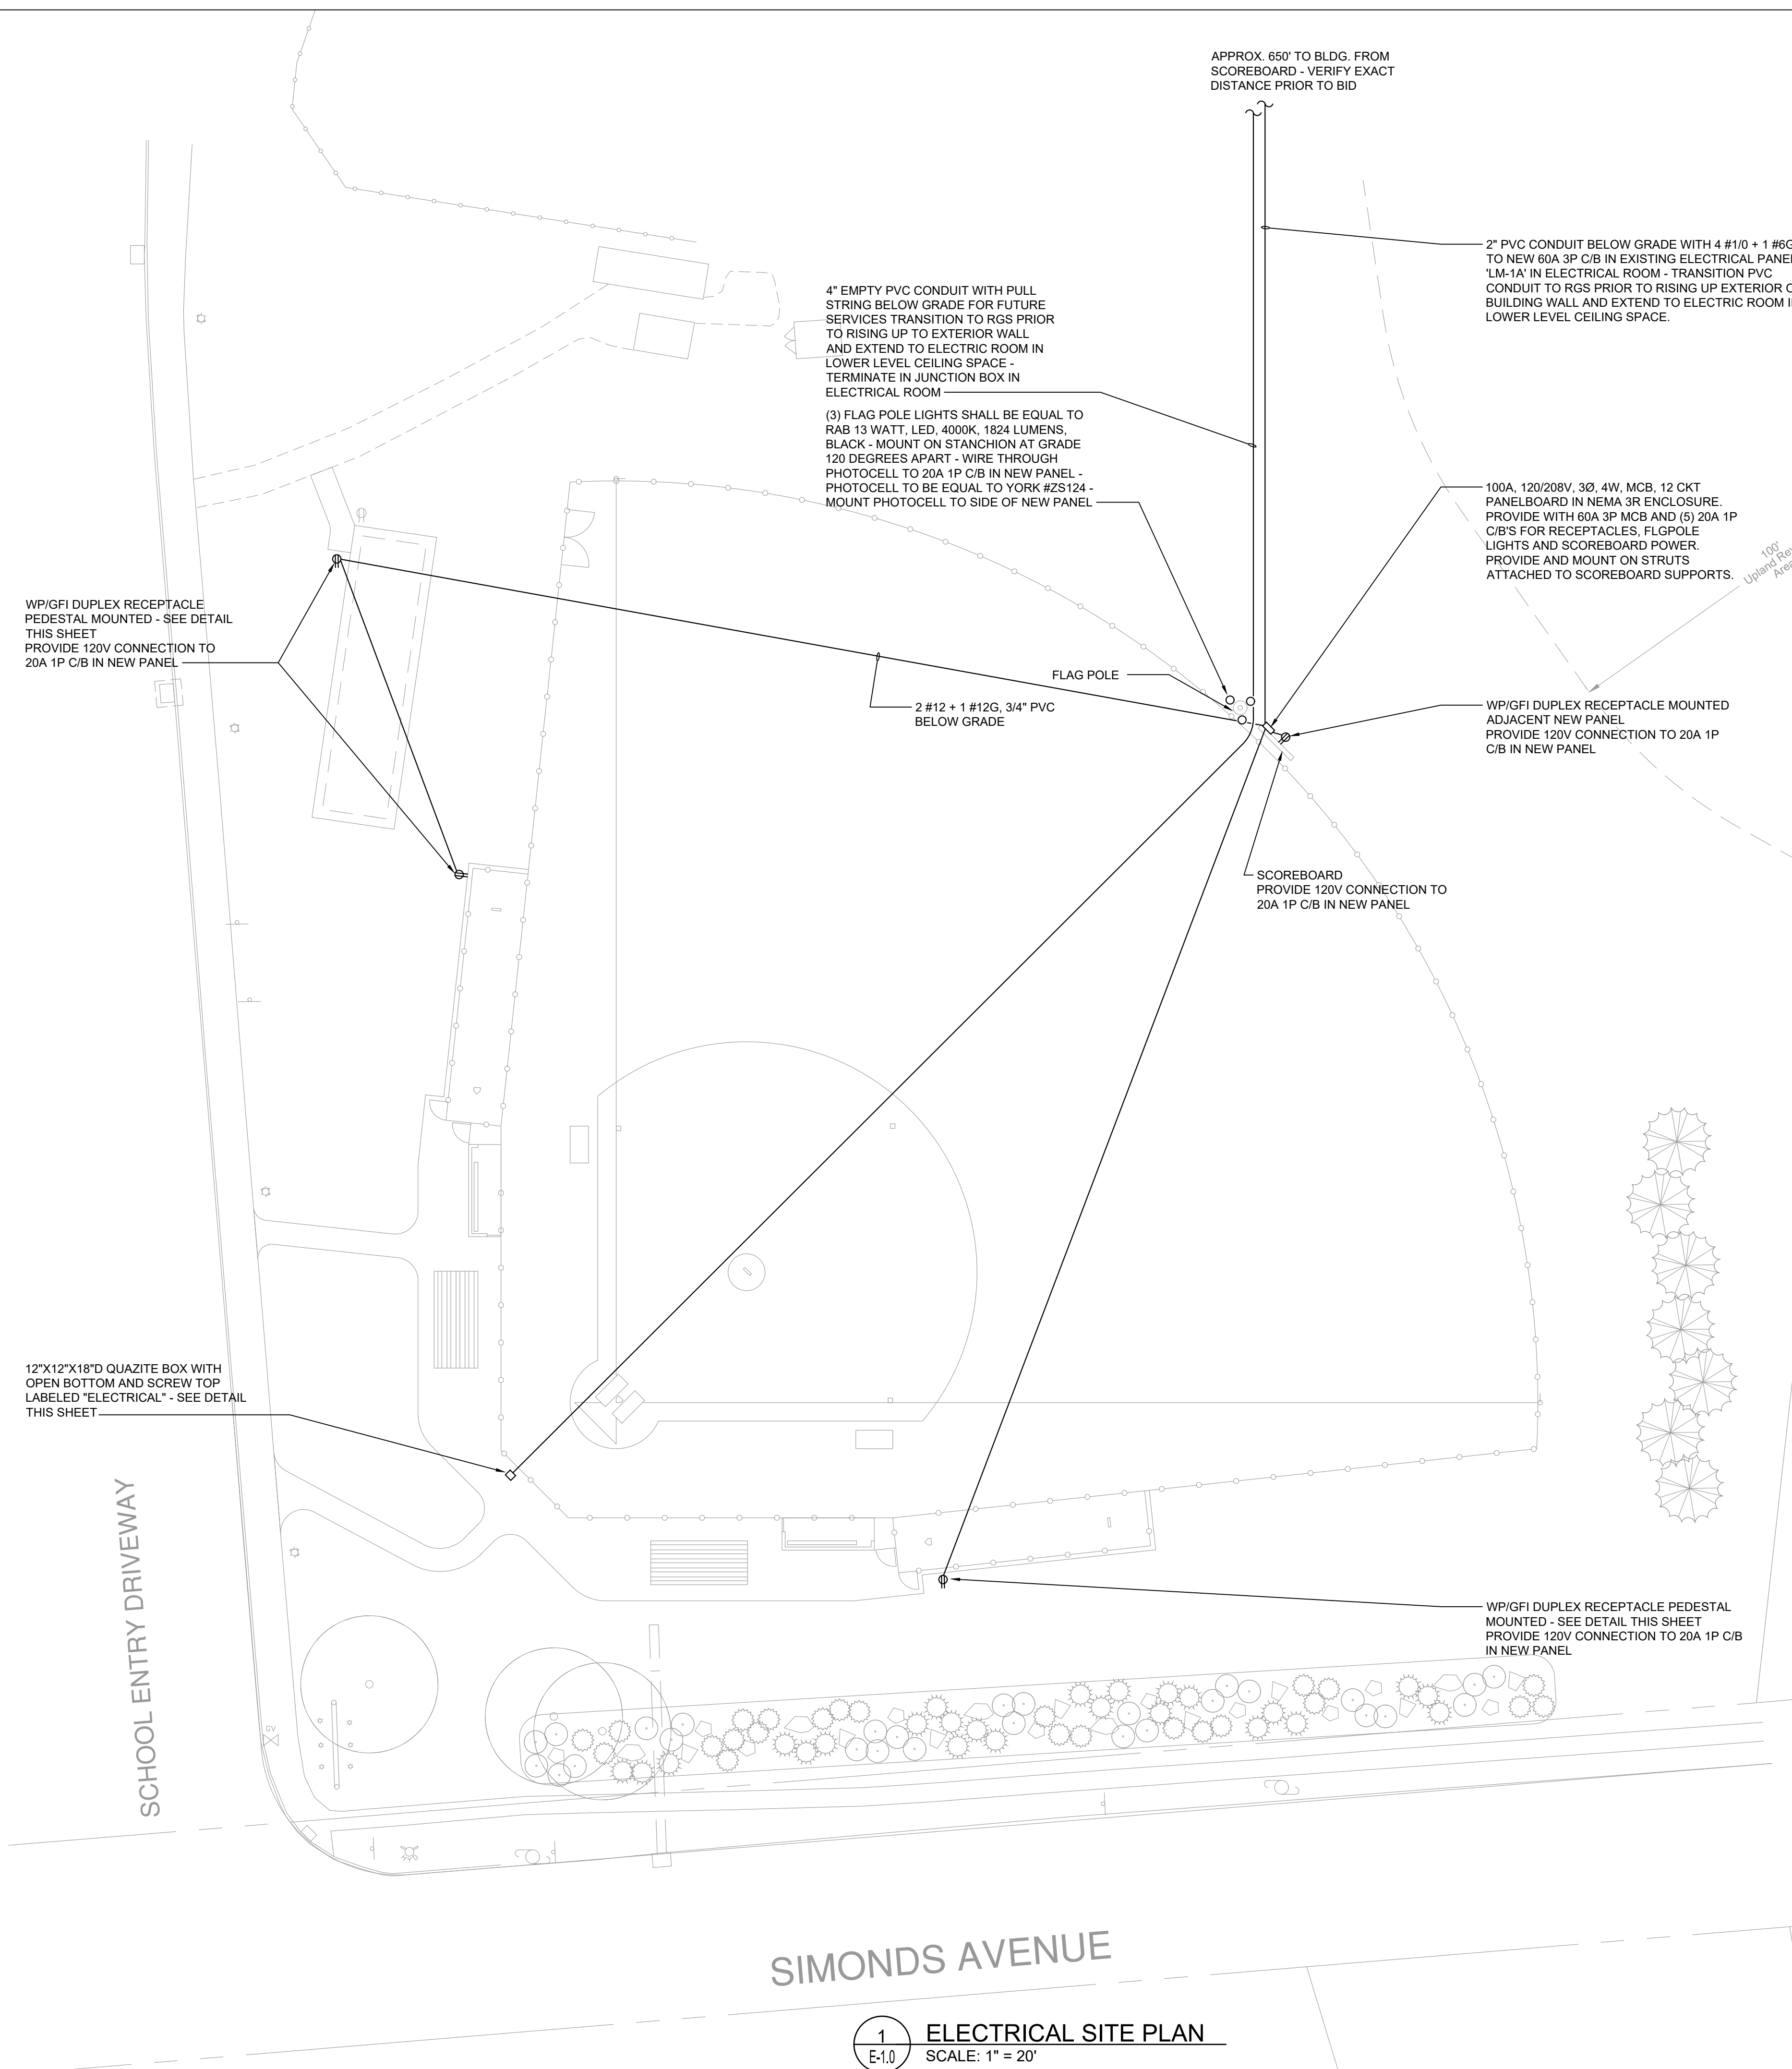 APPROX. 650' TO BLDG. FROM
SCOREBOARD - VERIFY EXACT
DISTANCE PRIOR TO BID
2" PVC CONDUIT BELOW GRADE WITH 4 #1/0 + 1 #6G
TO NEW 60A 3P C/B IN EXISTING ELECTRICAL PANEL
'LM-1A' IN ELECTRICAL ROOM - TRANSITION PVC
CONDUIT TO RGS PRIOR TO RISING UP EXTERIOR O
BUILDING WALL AND EXTEND TO ELECTRIC ROOM I
LOWER LEVEL CEILING SPACE.
4" EMPTY PVC CONDUIT WITH PULL
STRING BELOW GRADE FOR FUTURE
SERVICES TRANSITION TO RGS PRIOR
TO RISING UP TO EXTERIOR WALL
AND EXTEND TO ELECTRIC ROOM IN
LOWER LEVEL CEILING SPACE -
TERMINATE IN JUNCTION BOX IN
ELECTRICAL ROOM
(3) FLAG POLE LIGHTS SHALL BE EQUAL TO
RAB 13 WATT, LED, 4000K, 1824 LUMENS,
BLACK - MOUNT ON STANCHION AT GRADE
120 DEGREES APART - WIRE THROUGH
PHOTOCELL TO 20A 1P C/B IN NEW PANEL -
PHOTOCELL TO BE EQUAL TO YORK #ZS124 -
MOUNT PHOTOCELL TO SIDE OF NEW PANEL
100A, 120/208V, 3Ø, 4W, MCB, 12 CKT
PANELBOARD IN NEMA 3R ENCLOSURE.
PROVIDE WITH 60A 3P MCB AND (5) 20A 1P
C/B'S FOR RECEPTACLES, FLGPOLE
LIGHTS AND SCOREBOARD POWER.
PROVIDE AND MOUNT ON STRUTS
ATTACHED TO SCOREBOARD SUPPORTS.
100'
Upland Rev
Area
WP/GFI DUPLEX RECEPTACLE
PEDESTAL MOUNTED - SEE DETAIL
THIS SHEET
PROVIDE 120V CONNECTION TO
20A 1P C/B IN NEW PANEL
FLAG POLE
2 #12 + 1 #12G, 3/4" PVC
BELOW GRADE
WP/GFI DUPLEX RECEPTACLE MOUNTED
ADJACENT NEW PANEL
PROVIDE 120V CONNECTION TO 20A 1P
C/B IN NEW PANEL
SCOREBOARD
PROVIDE 120V CONNECTION TO
20A 1P C/B IN NEW PANEL
12"X12"X18"D QUAZITE BOX WITH
OPEN BOTTOM AND SCREW TOP
LABELED "ELECTRICAL" - SEE DETAIL
THIS SHEET
WP/GFI DUPLEX RECEPTACLE PEDESTAL
MOUNTED - SEE DETAIL THIS SHEET
PROVIDE 120V CONNECTION TO 20A 1P C/B
IN NEW PANEL
SCHOOL ENTRY DRIVEWAY
GV
SIMONDS AVENUE
1
E-1.0
ELECTRICAL SITE PLAN
SCALE: 1" = 20'